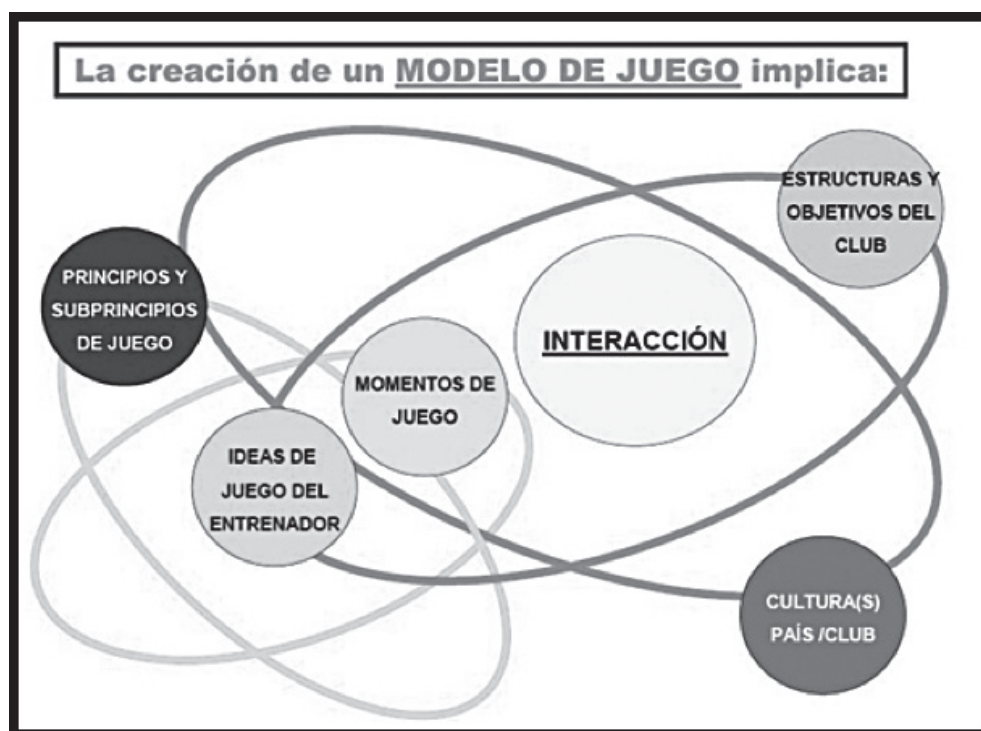 La creación de un MODELO DE JUEGO implica:
ESTRUCTURAS Y
OBJETIVOS DEL
CLUB
PRINCIPIOS Y
SUBPRINCIPIOS
DE JUEGO
INTERACCIÓN
MOMENTOS DE
JUEGO
IDEAS DE
JUEGO DEL
ENTRENADOR
CULTURA(S)
PAÍS /CLUB